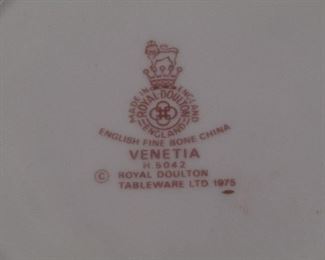 MADE IN ENGLAND
ROYAL DOULTON
ENGLAND
ENGLISH FINE BONE CHINA
VENETIA
H.5042
© ROYAL DOULTON
TABLEWARE LTD 1975